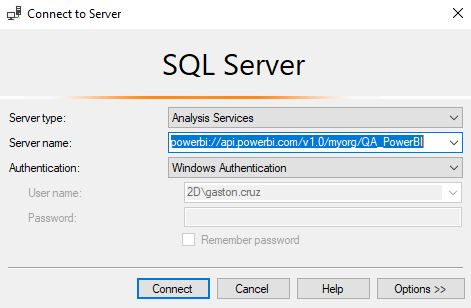 Connect to Server
SQL Server
Server type: Analysis Services
Server name: powerbi://api.powerbi.com/v1.0/myorg/QA_PowerBI
Authentication: Windows Authentication
User name: 2D\gaston.cruz
Password:
Remember password
Connect Cancel Help Options >>